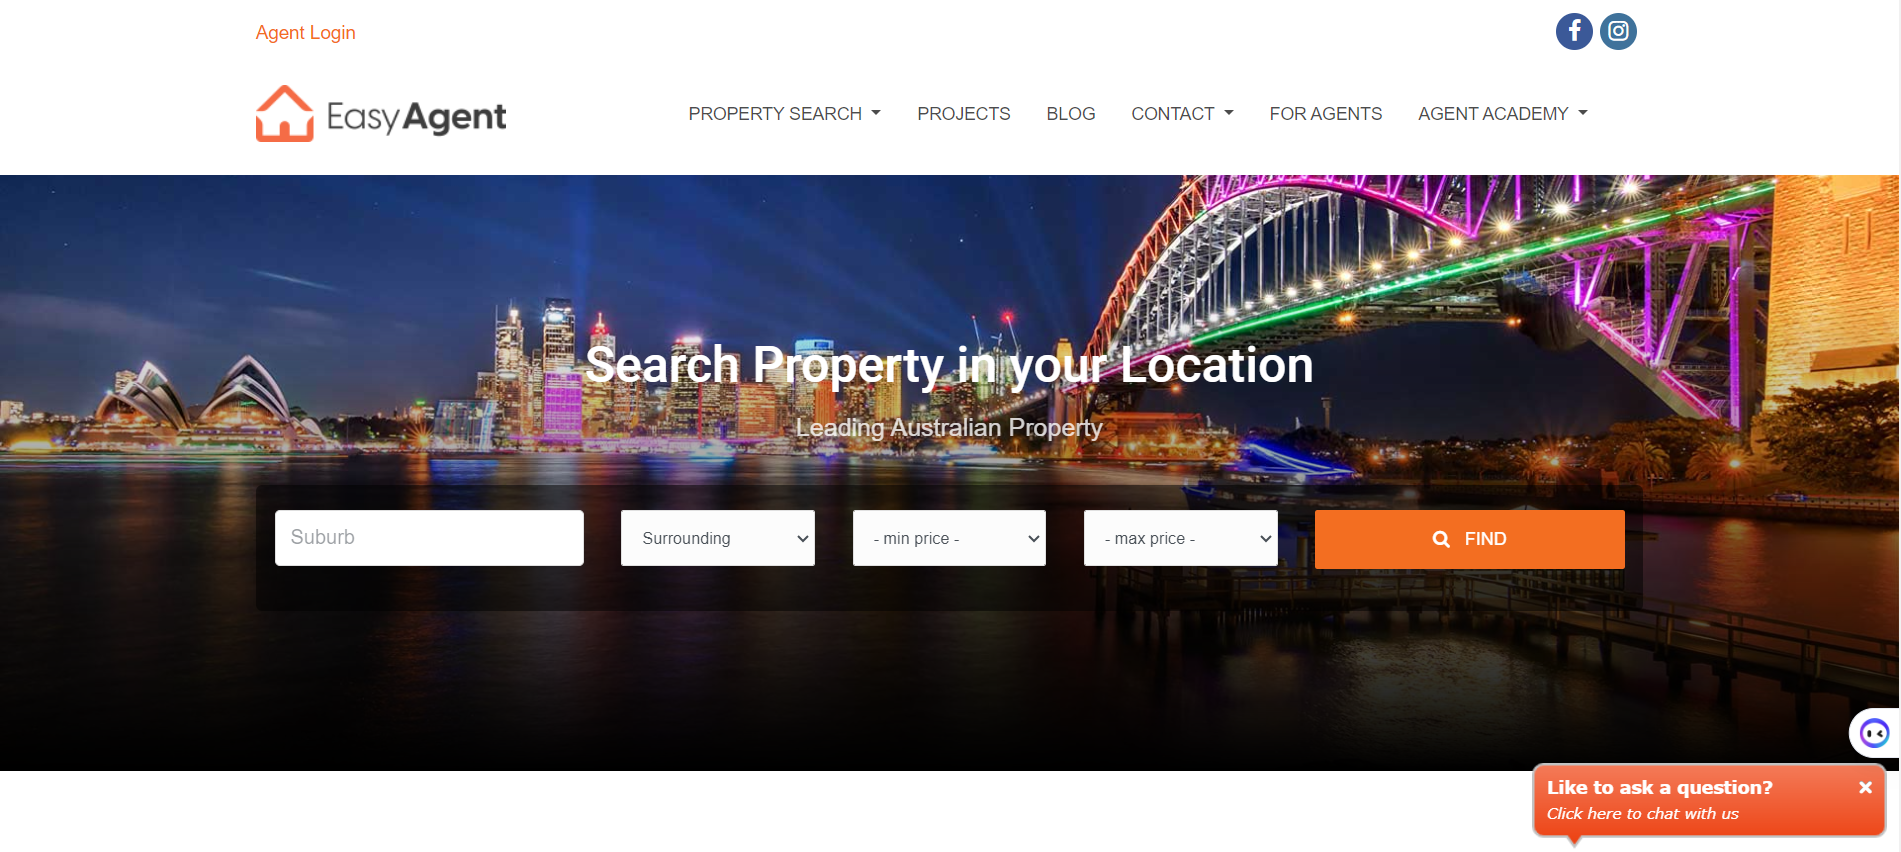 Agent Login
EasyAgent
PROPERTY SEARCH
PROJECTS
BLOG
CONTACT
FOR AGENTS
AGENT ACADEMY
Search Property in your Location
Leading Australian Property
Suburb
Surrounding
- min price -
- max price -
FIND
Like to ask a question?
Click here to chat with us